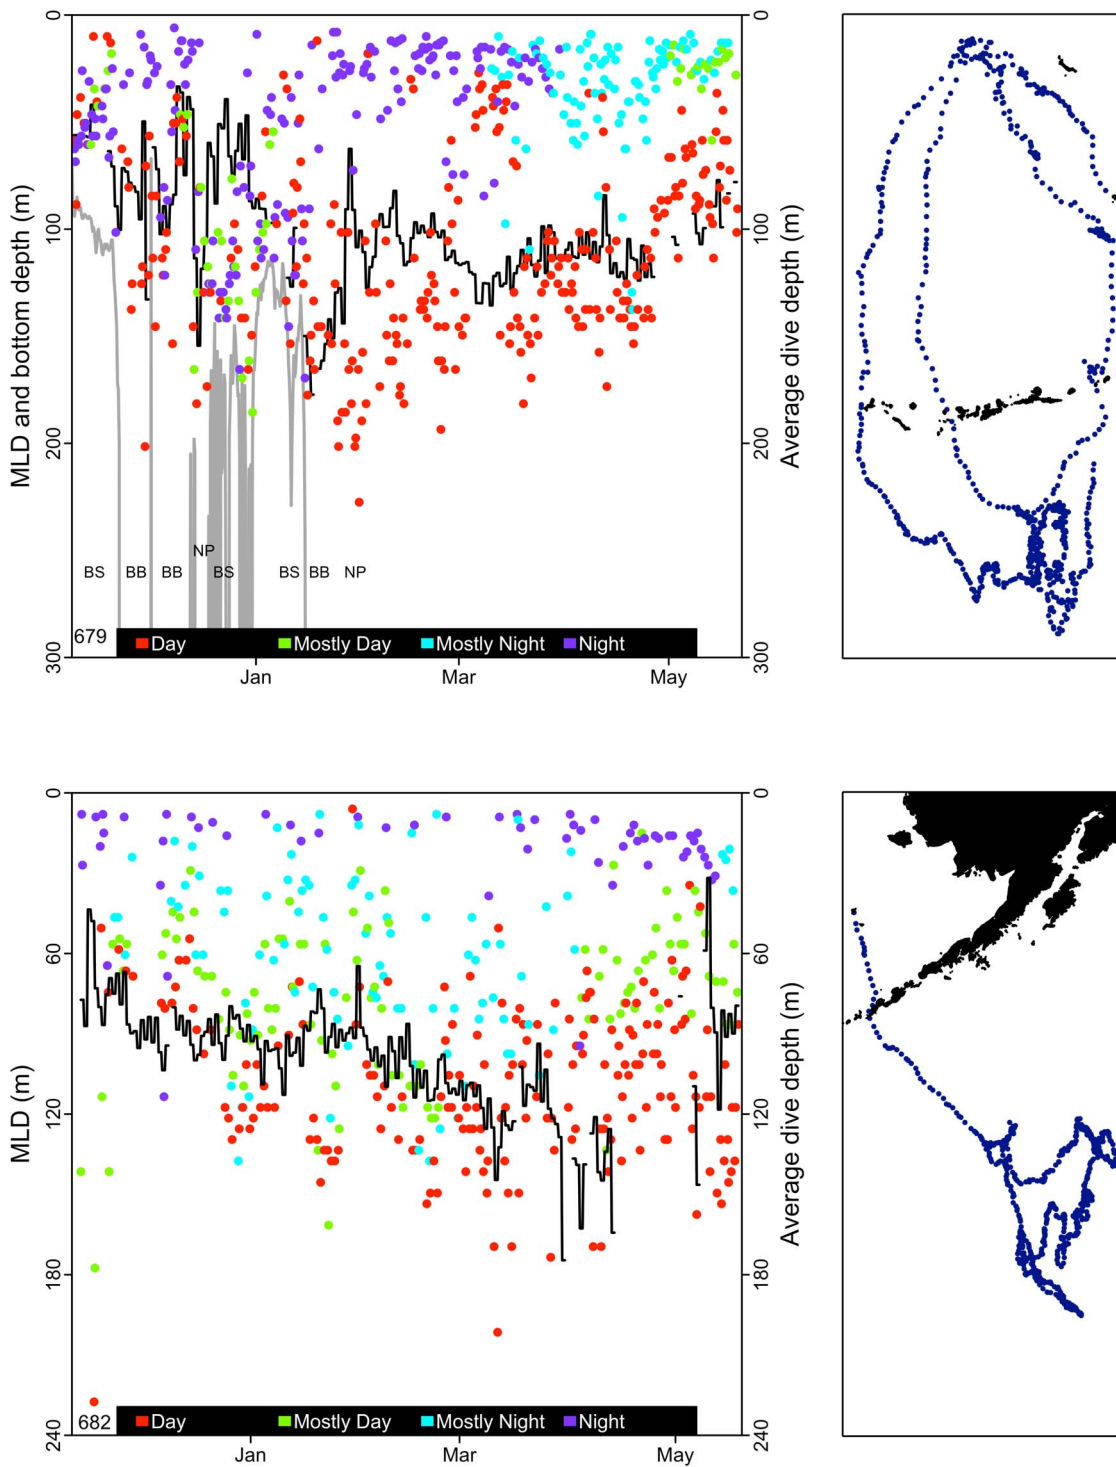 0
100
200
300
MLD and bottom depth (m)
BS
BB
BB
NP
BS
BS
BB
NP
679
Day
Mostly Day
Mostly Night
Night
Jan
Mar
May
0
100
200
300
Average dive depth (m)
0
60
120
180
240
MLD (m)
682
Day
Mostly Day
Mostly Night
Night
Jan
Mar
May
0
60
120
180
240
Average dive depth (m)